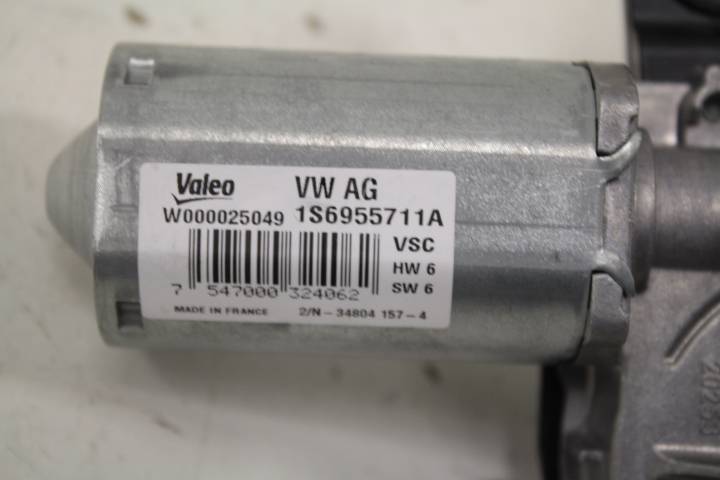 Valeo VW AG
W000025049 1S6955711A
VSC
HW 6
SW 6
7 547000 324062
MADE IN FRANCE 2/N-34804 157-4